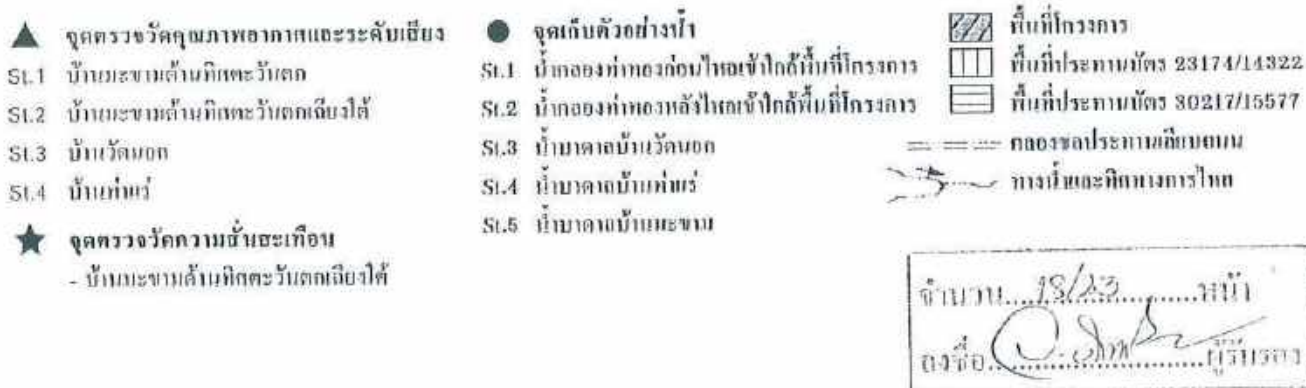 จุดตรวจวัดคุณภาพอากาศและระดับเสียง
St.1 บ้านมะขามด้านทิศตะวันตก
St.2 บ้านมะขามด้านทิศตะวันตกเฉียงใต้
St.3 บ้านวัดนอก
St.4 บ้านท่าแร่
จุดตรวจวัดความสั่นสะเทือน
- บ้านมะขามด้านทิศตะวันตกเฉียงใต้
จุดเก็บตัวอย่างน้ำ
St.1 น้ำคลองท่าทองก่อนไหลเข้าใกล้พื้นที่โครงการ
St.2 น้ำคลองท่าทองหลังไหลเข้าใกล้พื้นที่โครงการ
St.3 น้ำบาดาลบ้านวัดนอก
St.4 น้ำบาดาลบ้านท่าแร่
St.5 น้ำบาดาลบ้านมะขาม
พื้นที่โครงการ
พื้นที่ประทานบัตร 23174/14322
พื้นที่ประทานบัตร 30217/15577
คลองชลประทานเลียบถนน
ทางน้ำและทิศทางการไหล
จำนวน....18/23....หน้า
ลงชื่อ........ผู้รับรอง